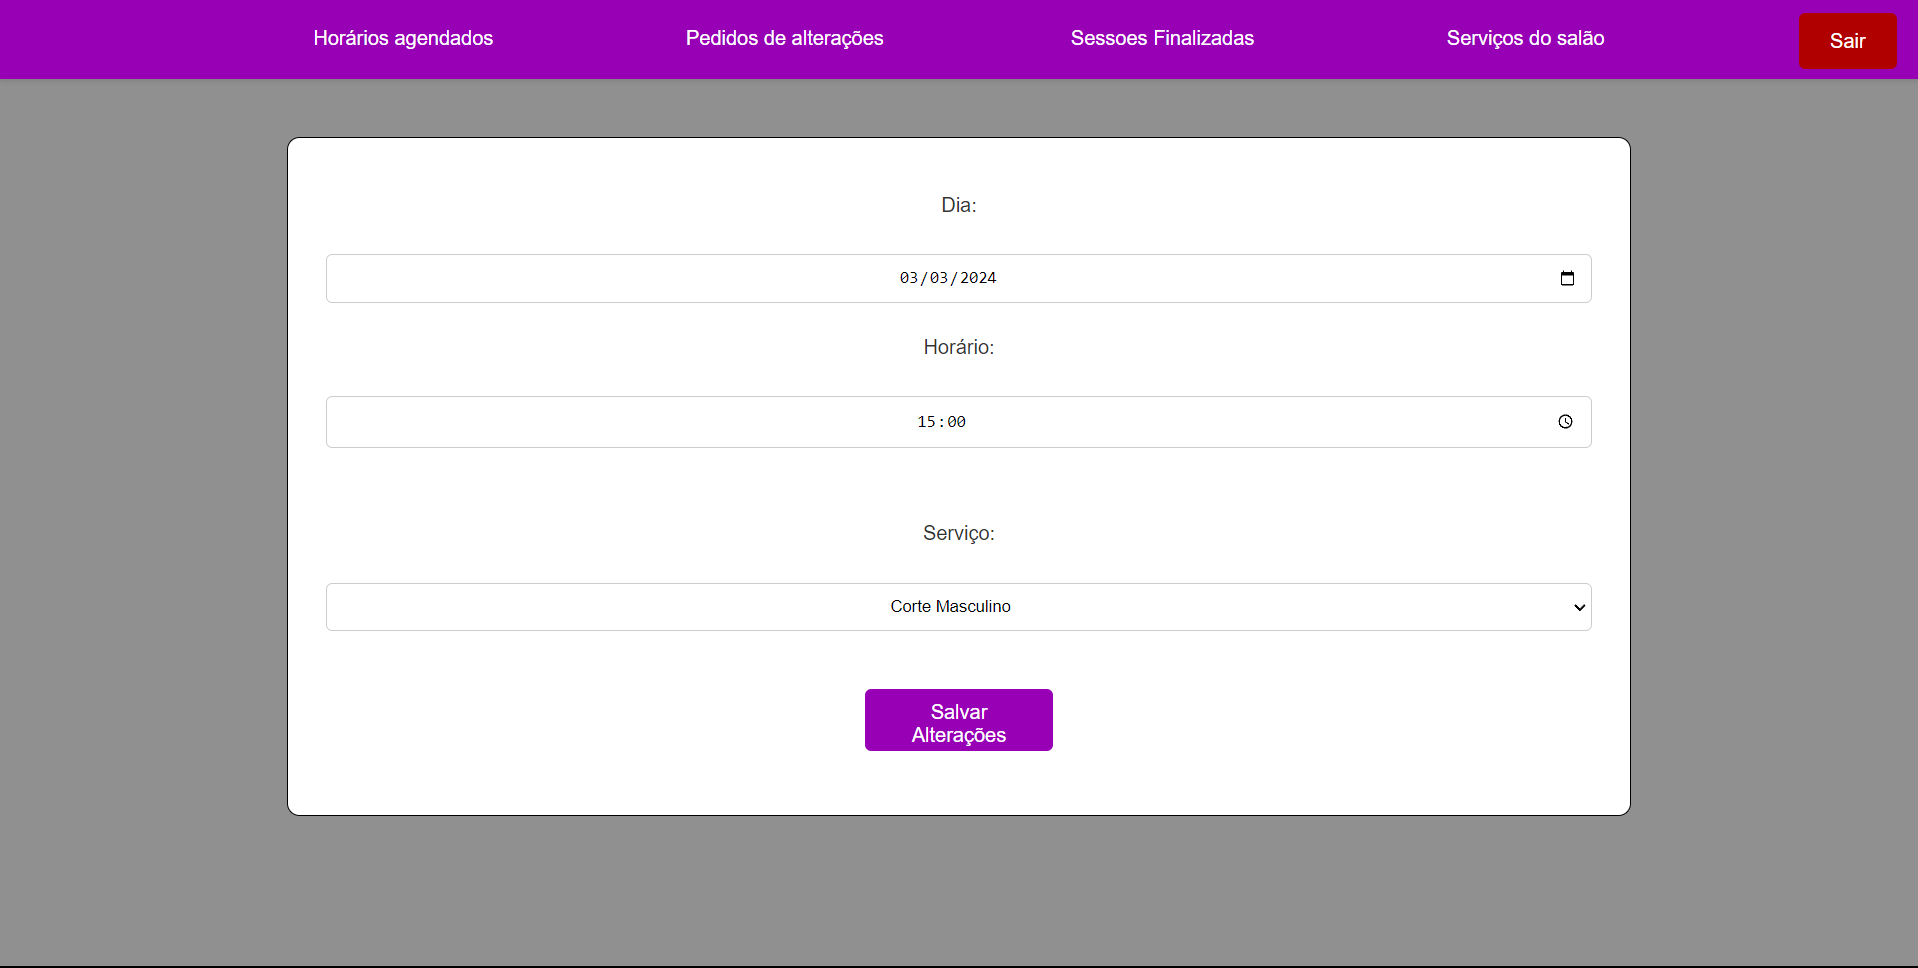 Horários agendados
Pedidos de alterações
Sessoes Finalizadas
Serviços do salão
Sair
Dia:
03/03/2024
Horário:
15:00
Serviço:
Corte Masculino
Salvar
Alterações